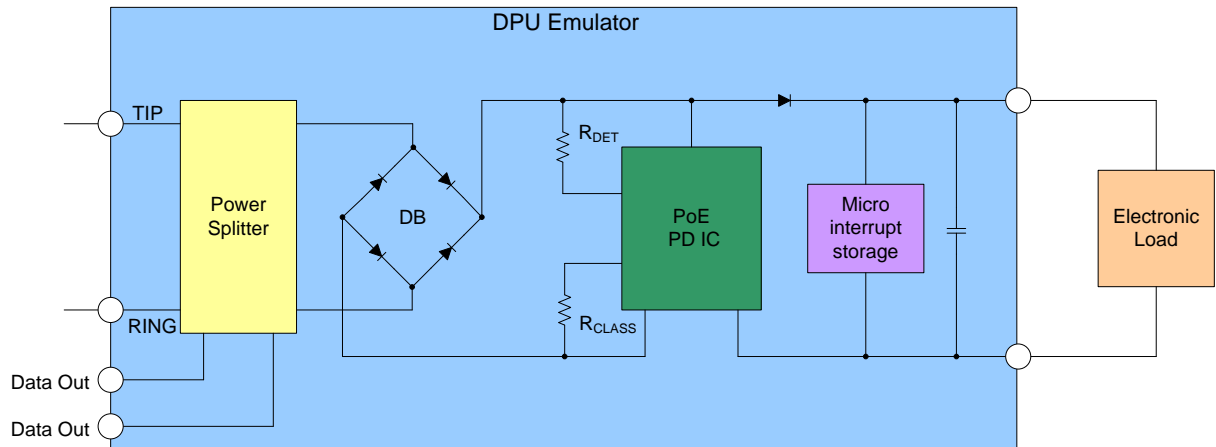 DPU Emulator
TIP
RING
Power
Splitter
DB
RDET
RCLASS
PoE
PD IC
Micro
interrupt
storage
Electronic
Load
Data Out
Data Out